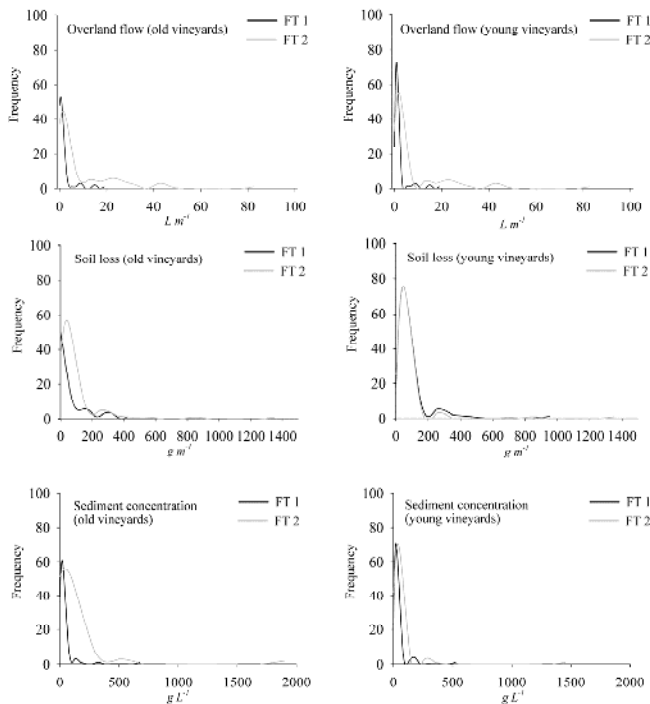 Overland flow (old vineyards)
FT 1
FT 2
Frequency
100
80
60
40
20
0
0 20 40 60 80 100
L m⁻¹
Overland flow (young vineyards)
FT 1
FT 2
Frequency
100
80
60
40
20
0
0 20 40 60 80 100
L m⁻¹
Soil loss (old vineyards)
FT 1
FT 2
Frequency
100
80
60
40
20
0
0 200 400 600 800 1000 1200 1400
g m⁻¹
Soil loss (young vineyards)
FT 1
FT 2
Frequency
100
80
60
40
20
0
0 200 400 600 800 1000 1200 1400
g m⁻¹
Sediment concentration
(old vineyards)
FT 1
FT 2
Frequency
100
80
60
40
20
0
0 500 1000 1500 2000
g L⁻¹
Sediment concentration
(young vineyards)
FT 1
FT 2
Frequency
100
80
60
40
20
0
0 500 1000 1500 2000
g L⁻¹